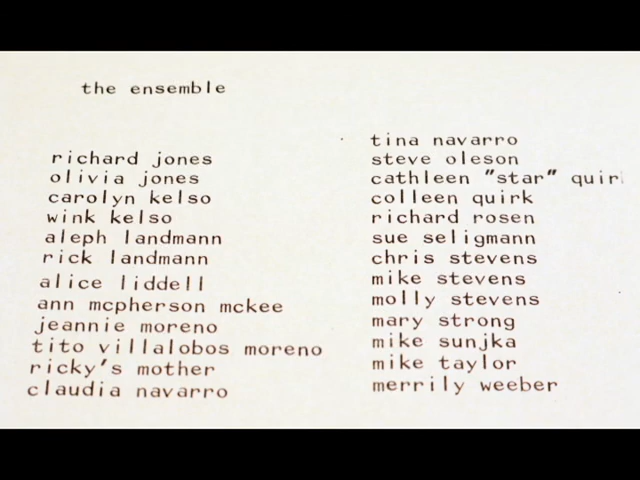 the ensemble
richard jones
olivia jones
carolyn kelso
wink kelso
aleph landmann
rick landmann
alice liddell
ann mcpherson mckee
jeannie moreno
tito villalobos moreno
ricky's mother
claudia navarro
tina navarro
steve oleson
cathleen "star" quir
colleen quirk
richard rosen
sue seligmann
chris stevens
mike stevens
molly stevens
mary strong
mike sunjka
mike taylor
merrily weeber